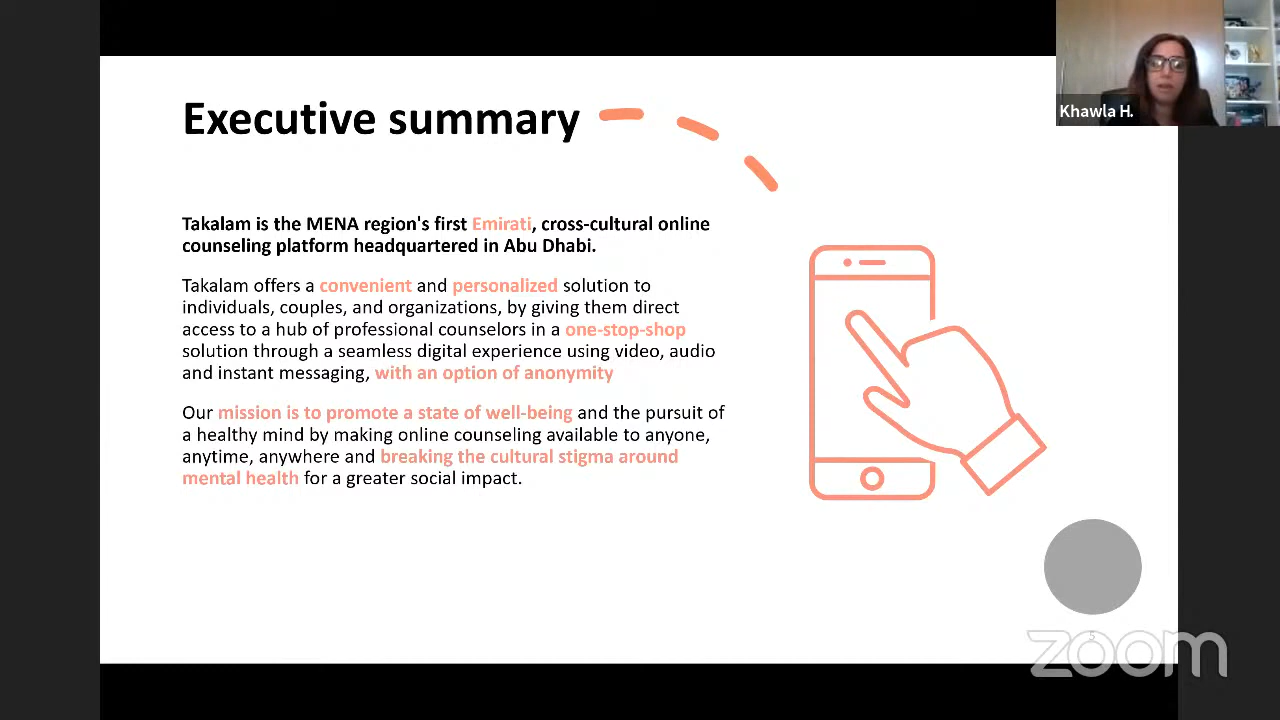 Executive summary
Khawla H.
Takalam is the MENA region's first Emirati, cross-cultural online
counseling platform headquartered in Abu Dhabi.
Takalam offers a convenient and personalized solution to
individuals, couples, and organizations, by giving them direct
access to a hub of professional counselors in a one-stop-shop
solution through a seamless digital experience using video, audio
and instant messaging, with an option of anonymity
Our mission is to promote a state of well-being and the pursuit of
a healthy mind by making online counseling available to anyone,
anytime, anywhere and breaking the cultural stigma around
mental health for a greater social impact.
5
zoom